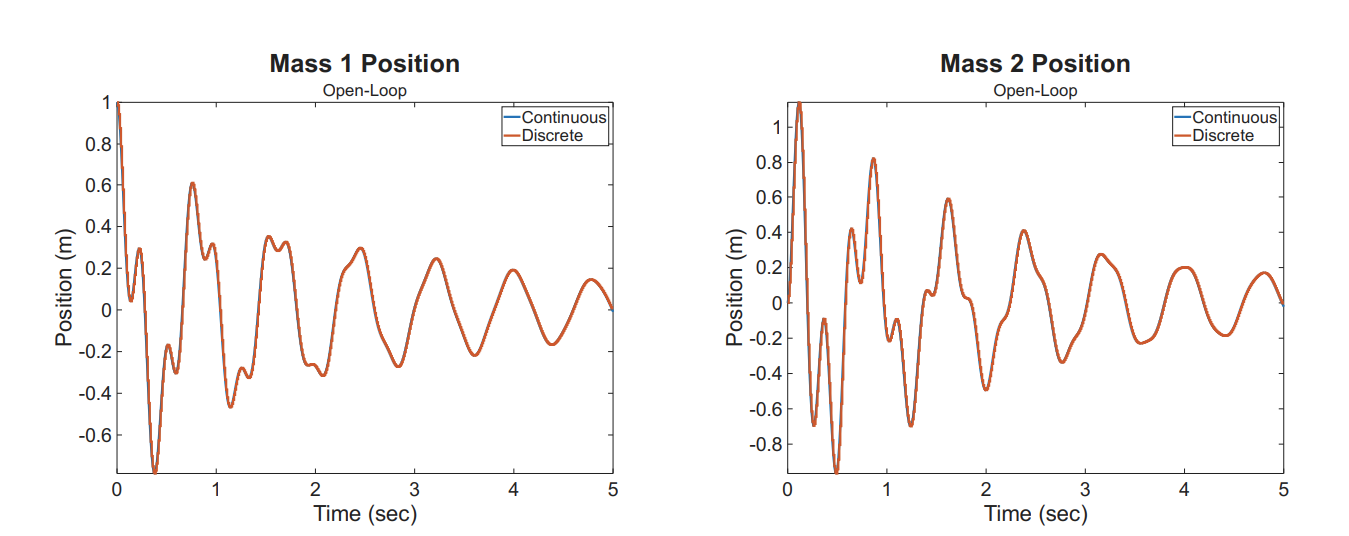 Mass 1 Position
Open-Loop
Continuous
Discrete
1
0.8
0.6
0.4
0.2
0
-0.2
-0.4
-0.6
Position (m)
0 1 2 3 4 5
Time (sec)
Mass 2 Position
Open-Loop
Continuous
Discrete
1
0.8
0.6
0.4
0.2
0
-0.2
-0.4
-0.6
-0.8
Position (m)
0 1 2 3 4 5
Time (sec)